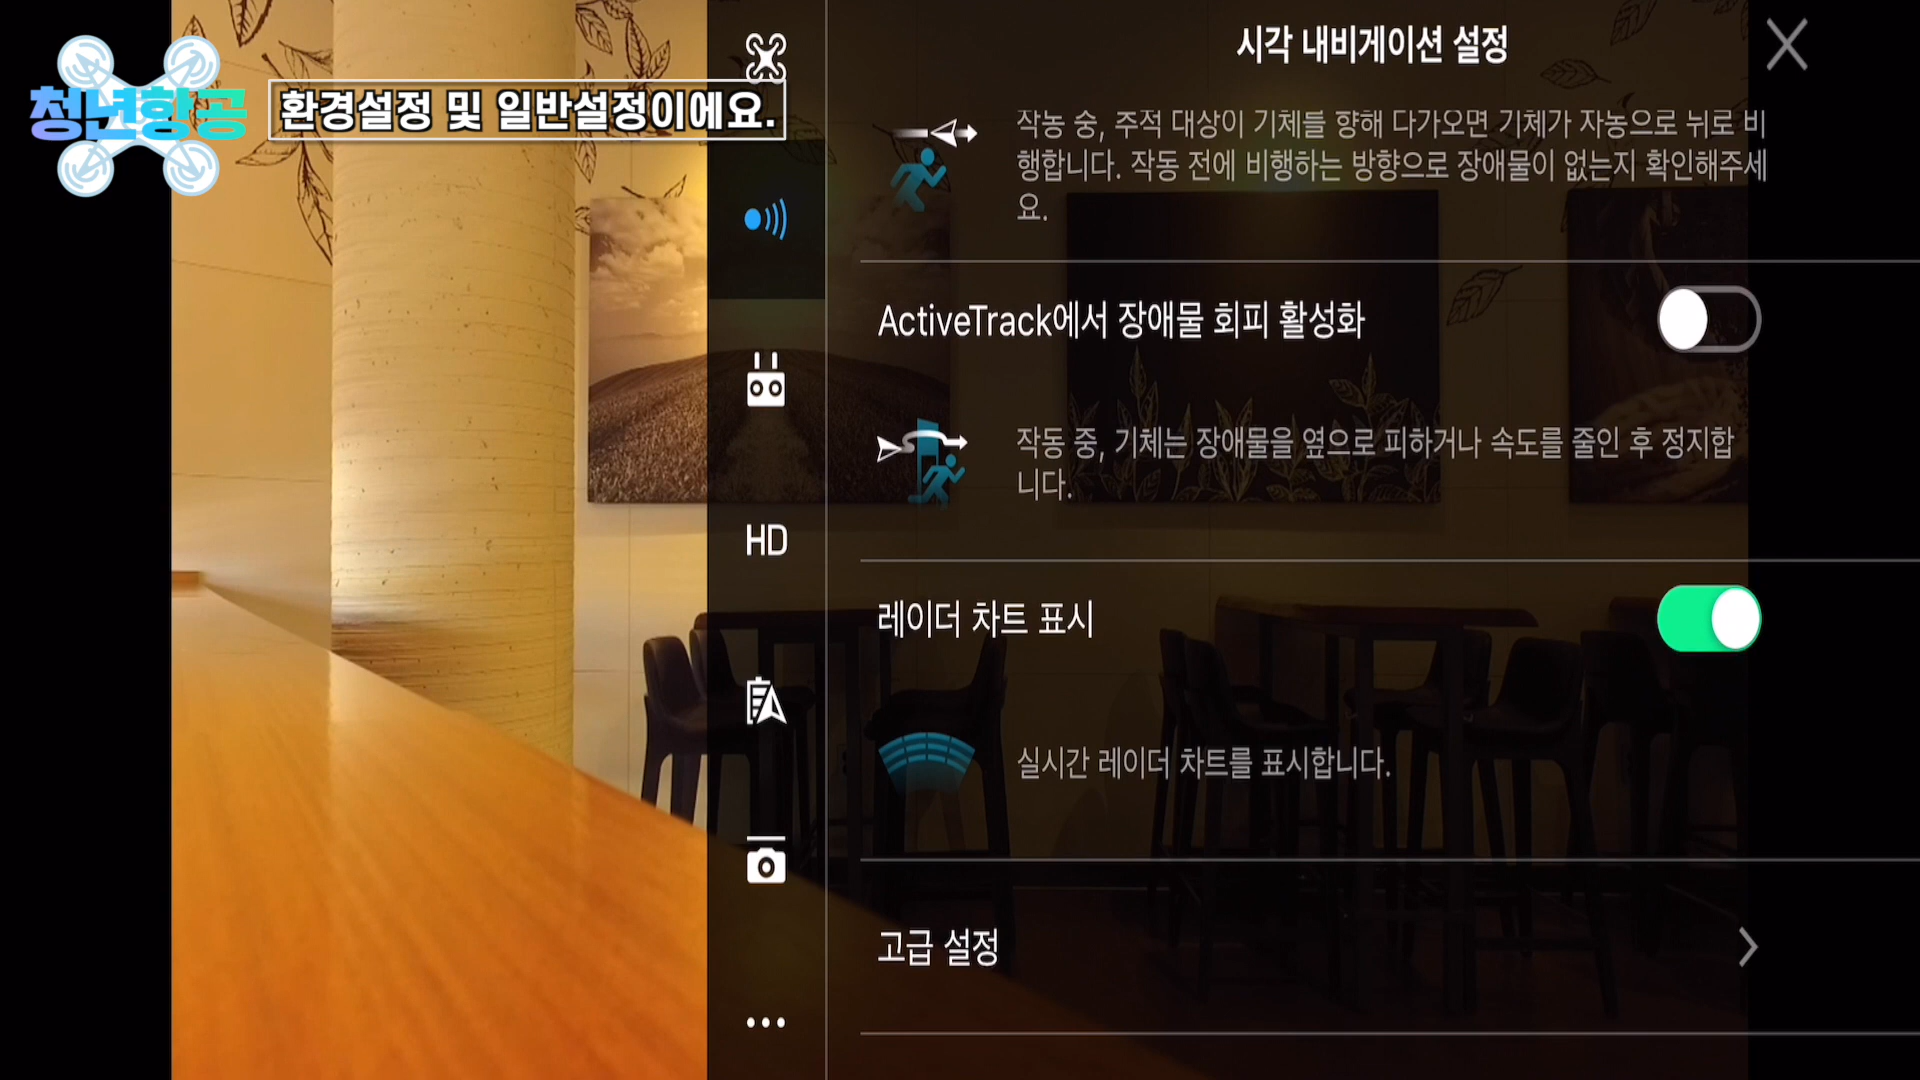 청년항공
환경설정 및 일반설정이에요.
시각 내비게이션 설정
작동 중, 추적 대상이 기체를 향해 다가오면 기체가 자동으로 뒤로 비
행합니다. 작동 전에 비행하는 방향으로 장애물이 없는지 확인해주세
요.
ActiveTrack에서 장애물 회피 활성화
작동 중, 기체는 장애물을 옆으로 피하거나 속도를 줄인 후 정지합
니다.
HD
레이더 차트 표시
실시간 레이더 차트를 표시합니다.
고급 설정